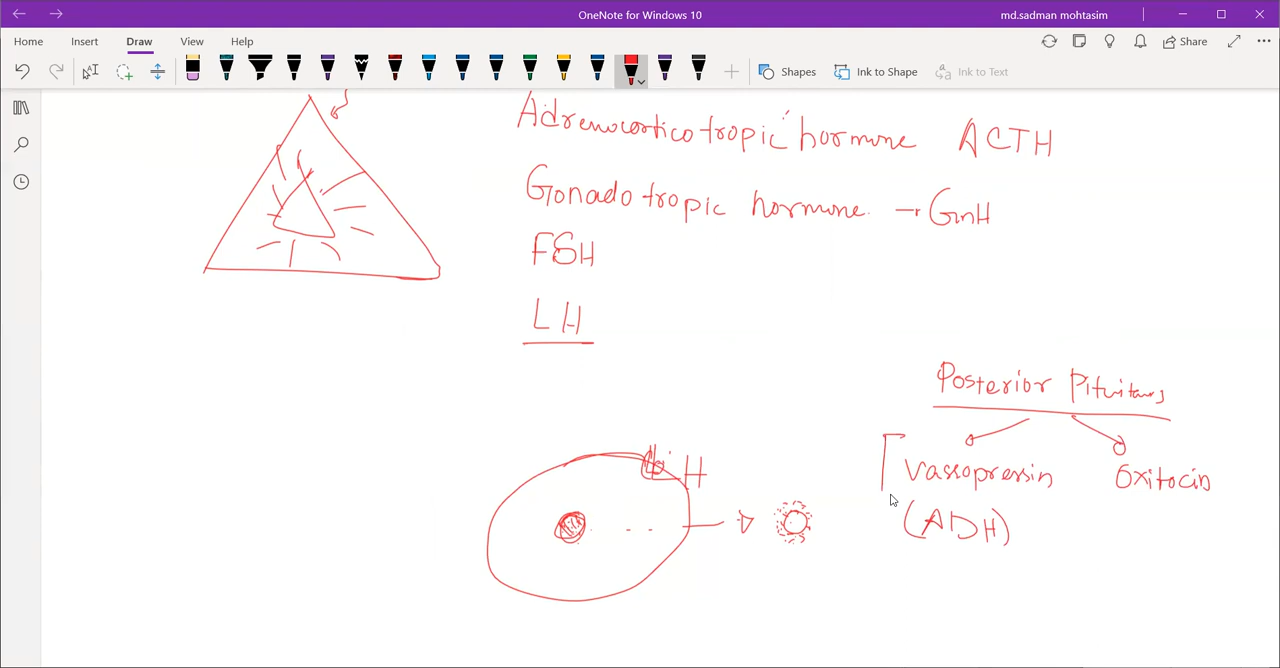 OneNote for Windows 10
md.sadman mohtasim
Home Insert Draw View Help
Share
Shapes Ink to Shape Ink to Text
Adrenocorticotropic hormone ACTH
Gonadotropic hormone. → GnH
FSH
LH
Posterior Pituitary
Vassopressin Oxitocin
(ADH)
H